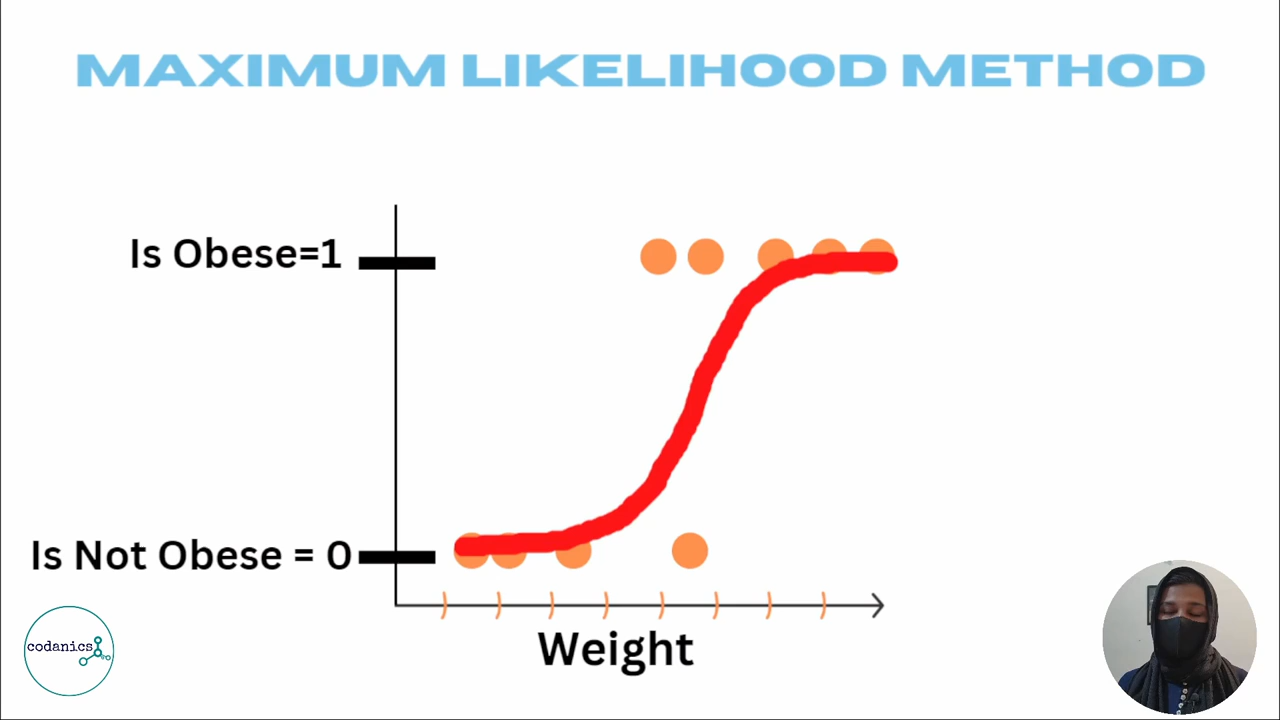 MAXIMUM LIKELIHOOD METHOD
Is Obese=1
Is Not Obese = 0
Weight
codanics